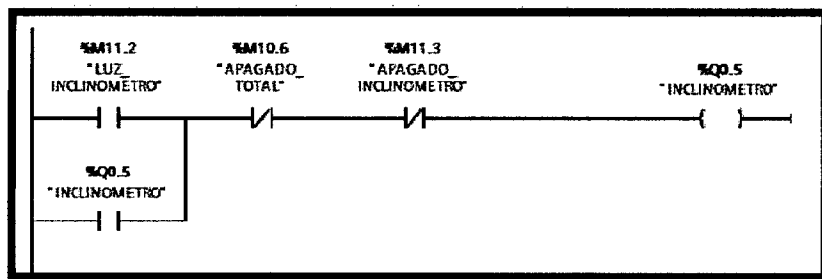 %M11.2
"LUZ_
INCLINOMETRO"
%M10.6
"APAGADO_
TOTAL"
%M11.3
"APAGADO_
INCLINOMETRO"
%Q0.5
"INCLINOMETRO"
%Q0.5
"INCLINOMETRO"